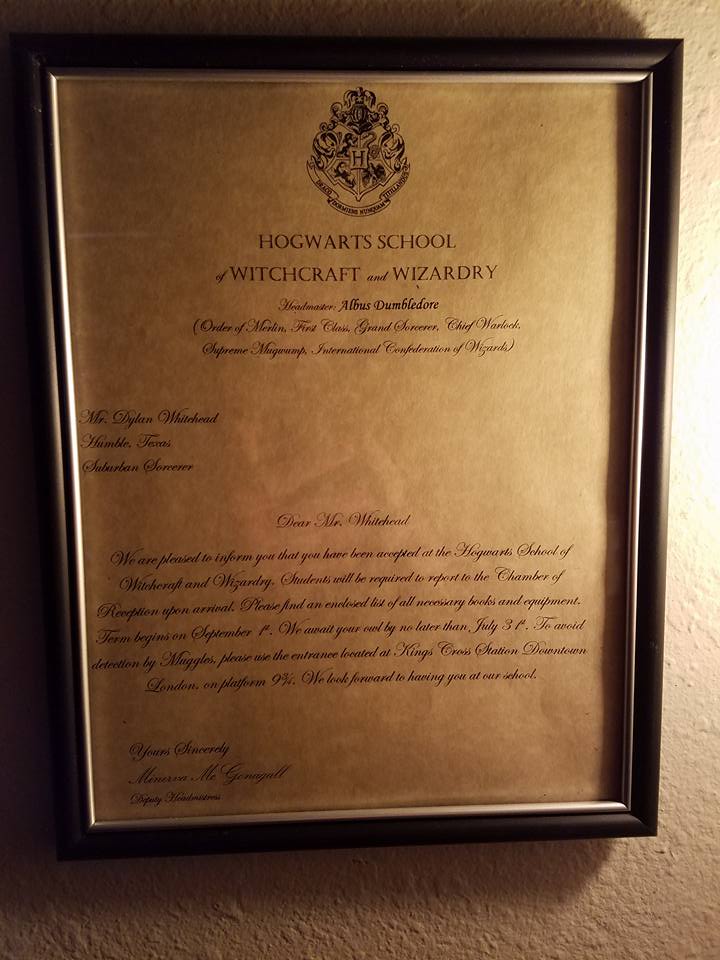 H
DRACO DORMIENS NUNQUAM TITILLANDUS
HOGWARTS SCHOOL
of WITCHCRAFT and WIZARDRY
Headmaster: Albus Dumbledore
(Order of Merlin, First Class, Grand Sorcerer, Chief Warlock,
Supreme Mugwump, International Confederation of Wizards)
Mr. Dylan Whitehead
Humble, Texas
Suburban Sorcerer
Dear Mr. Whitehead
We are pleased to inform you that you have been accepted at the Hogwarts School of
Witchcraft and Wizardry. Students will be required to report to the Chamber of
Reception upon arrival. Please find an enclosed list of all necessary books and equipment.
Term begins on September 1st. We await your owl by no later than July 31st. To avoid
detection by Muggles, please use the entrance located at Kings Cross Station Downtown
London, on platform 9¾. We look forward to having you at our school.
Yours Sincerely
Minerva Mc Gonagall
Deputy Headmistress